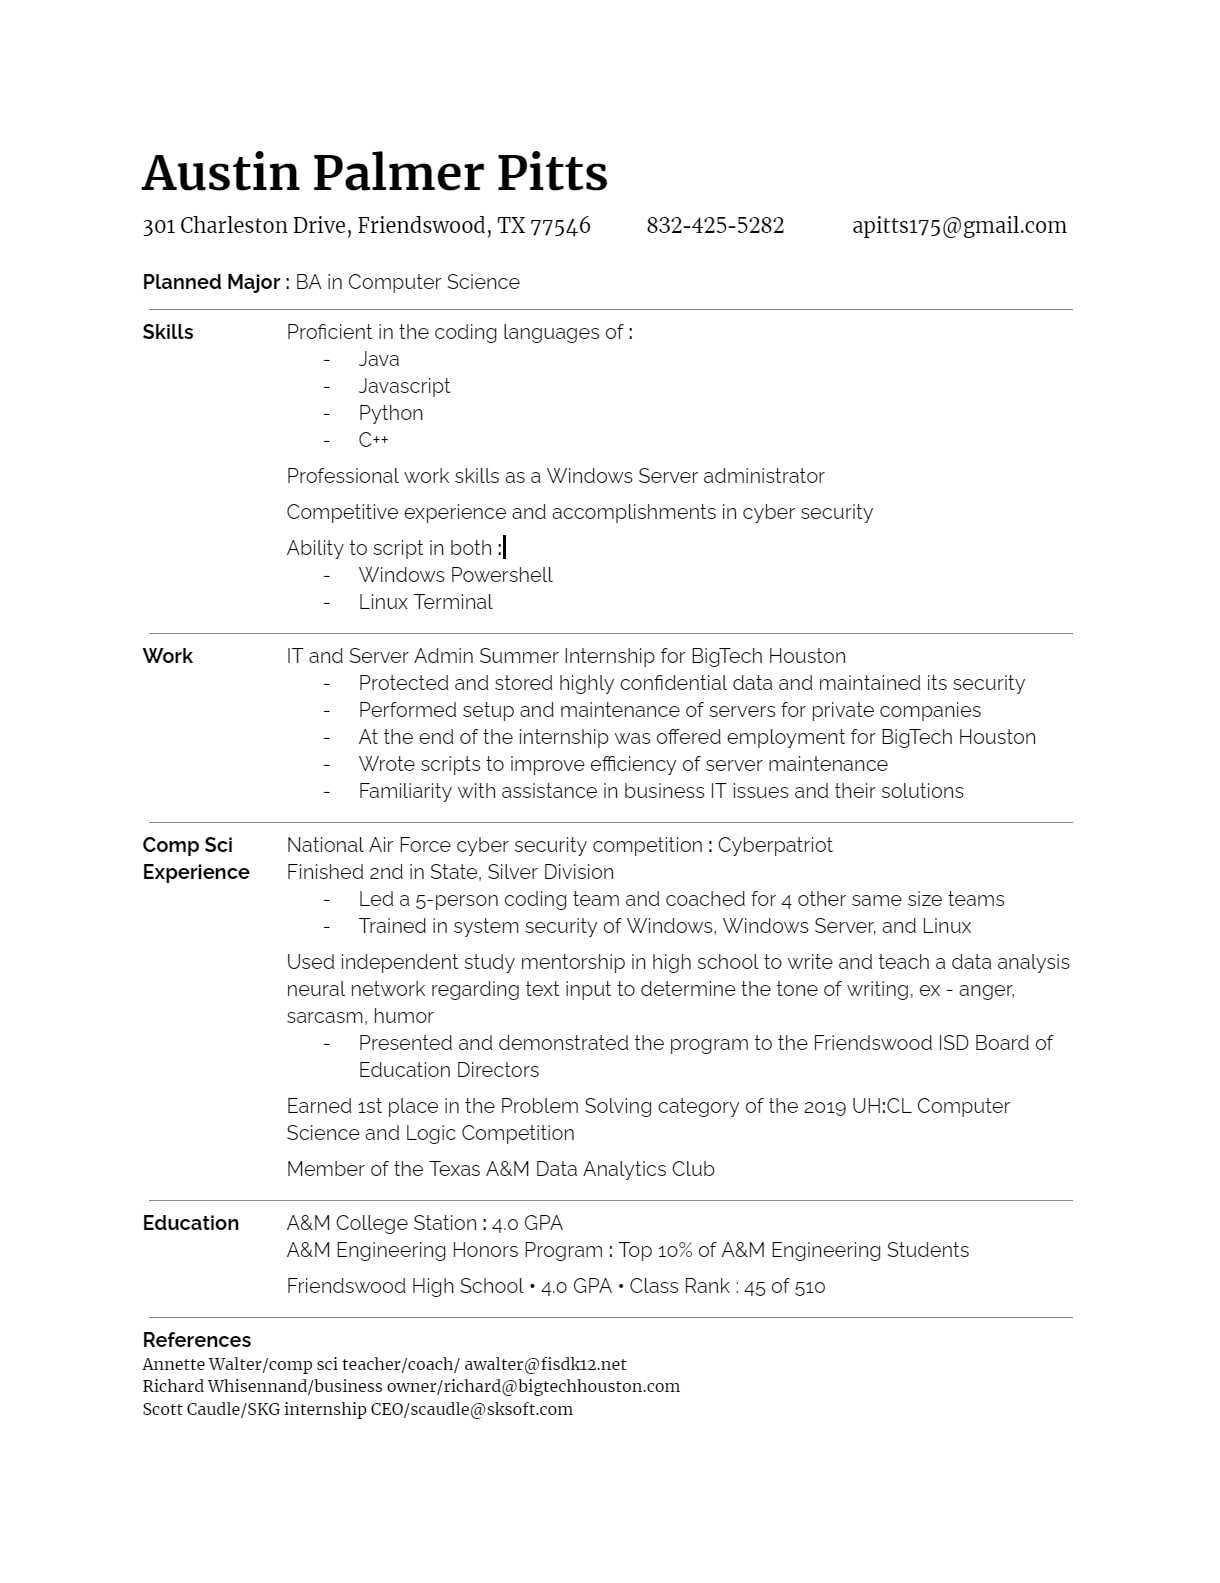 Austin Palmer Pitts
301 Charleston Drive, Friendswood, TX 77546 832-425-5282 apitts175@gmail.com
Planned Major : BA in Computer Science
Skills Proficient in the coding languages of :
- Java
- Javascript
- Python
- C++
Professional work skills as a Windows Server administrator
Competitive experience and accomplishments in cyber security
Ability to script in both :
- Windows Powershell
- Linux Terminal
Work IT and Server Admin Summer Internship for BigTech Houston
- Protected and stored highly confidential data and maintained its security
- Performed setup and maintenance of servers for private companies
- At the end of the internship was offered employment for BigTech Houston
- Wrote scripts to improve efficiency of server maintenance
- Familiarity with assistance in business IT issues and their solutions
Comp Sci National Air Force cyber security competition : Cyberpatriot
Experience Finished 2nd in State, Silver Division
- Led a 5-person coding team and coached for 4 other same size teams
- Trained in system security of Windows, Windows Server, and Linux
Used independent study mentorship in high school to write and teach a data analysis
neural network regarding text input to determine the tone of writing, ex - anger,
sarcasm, humor
- Presented and demonstrated the program to the Friendswood ISD Board of
Education Directors
Earned 1st place in the Problem Solving category of the 2019 UH:CL Computer
Science and Logic Competition
Member of the Texas A&M Data Analytics Club
Education A&M College Station : 4.0 GPA
A&M Engineering Honors Program : Top 10% of A&M Engineering Students
Friendswood High School • 4.0 GPA • Class Rank : 45 of 510
References
Annette Walter/comp sci teacher/coach/ awalter@fisdk12.net
Richard Whisennand/business owner/richard@bigtechhouston.com
Scott Caudle/SKG internship CEO/scaudle@sksoft.com